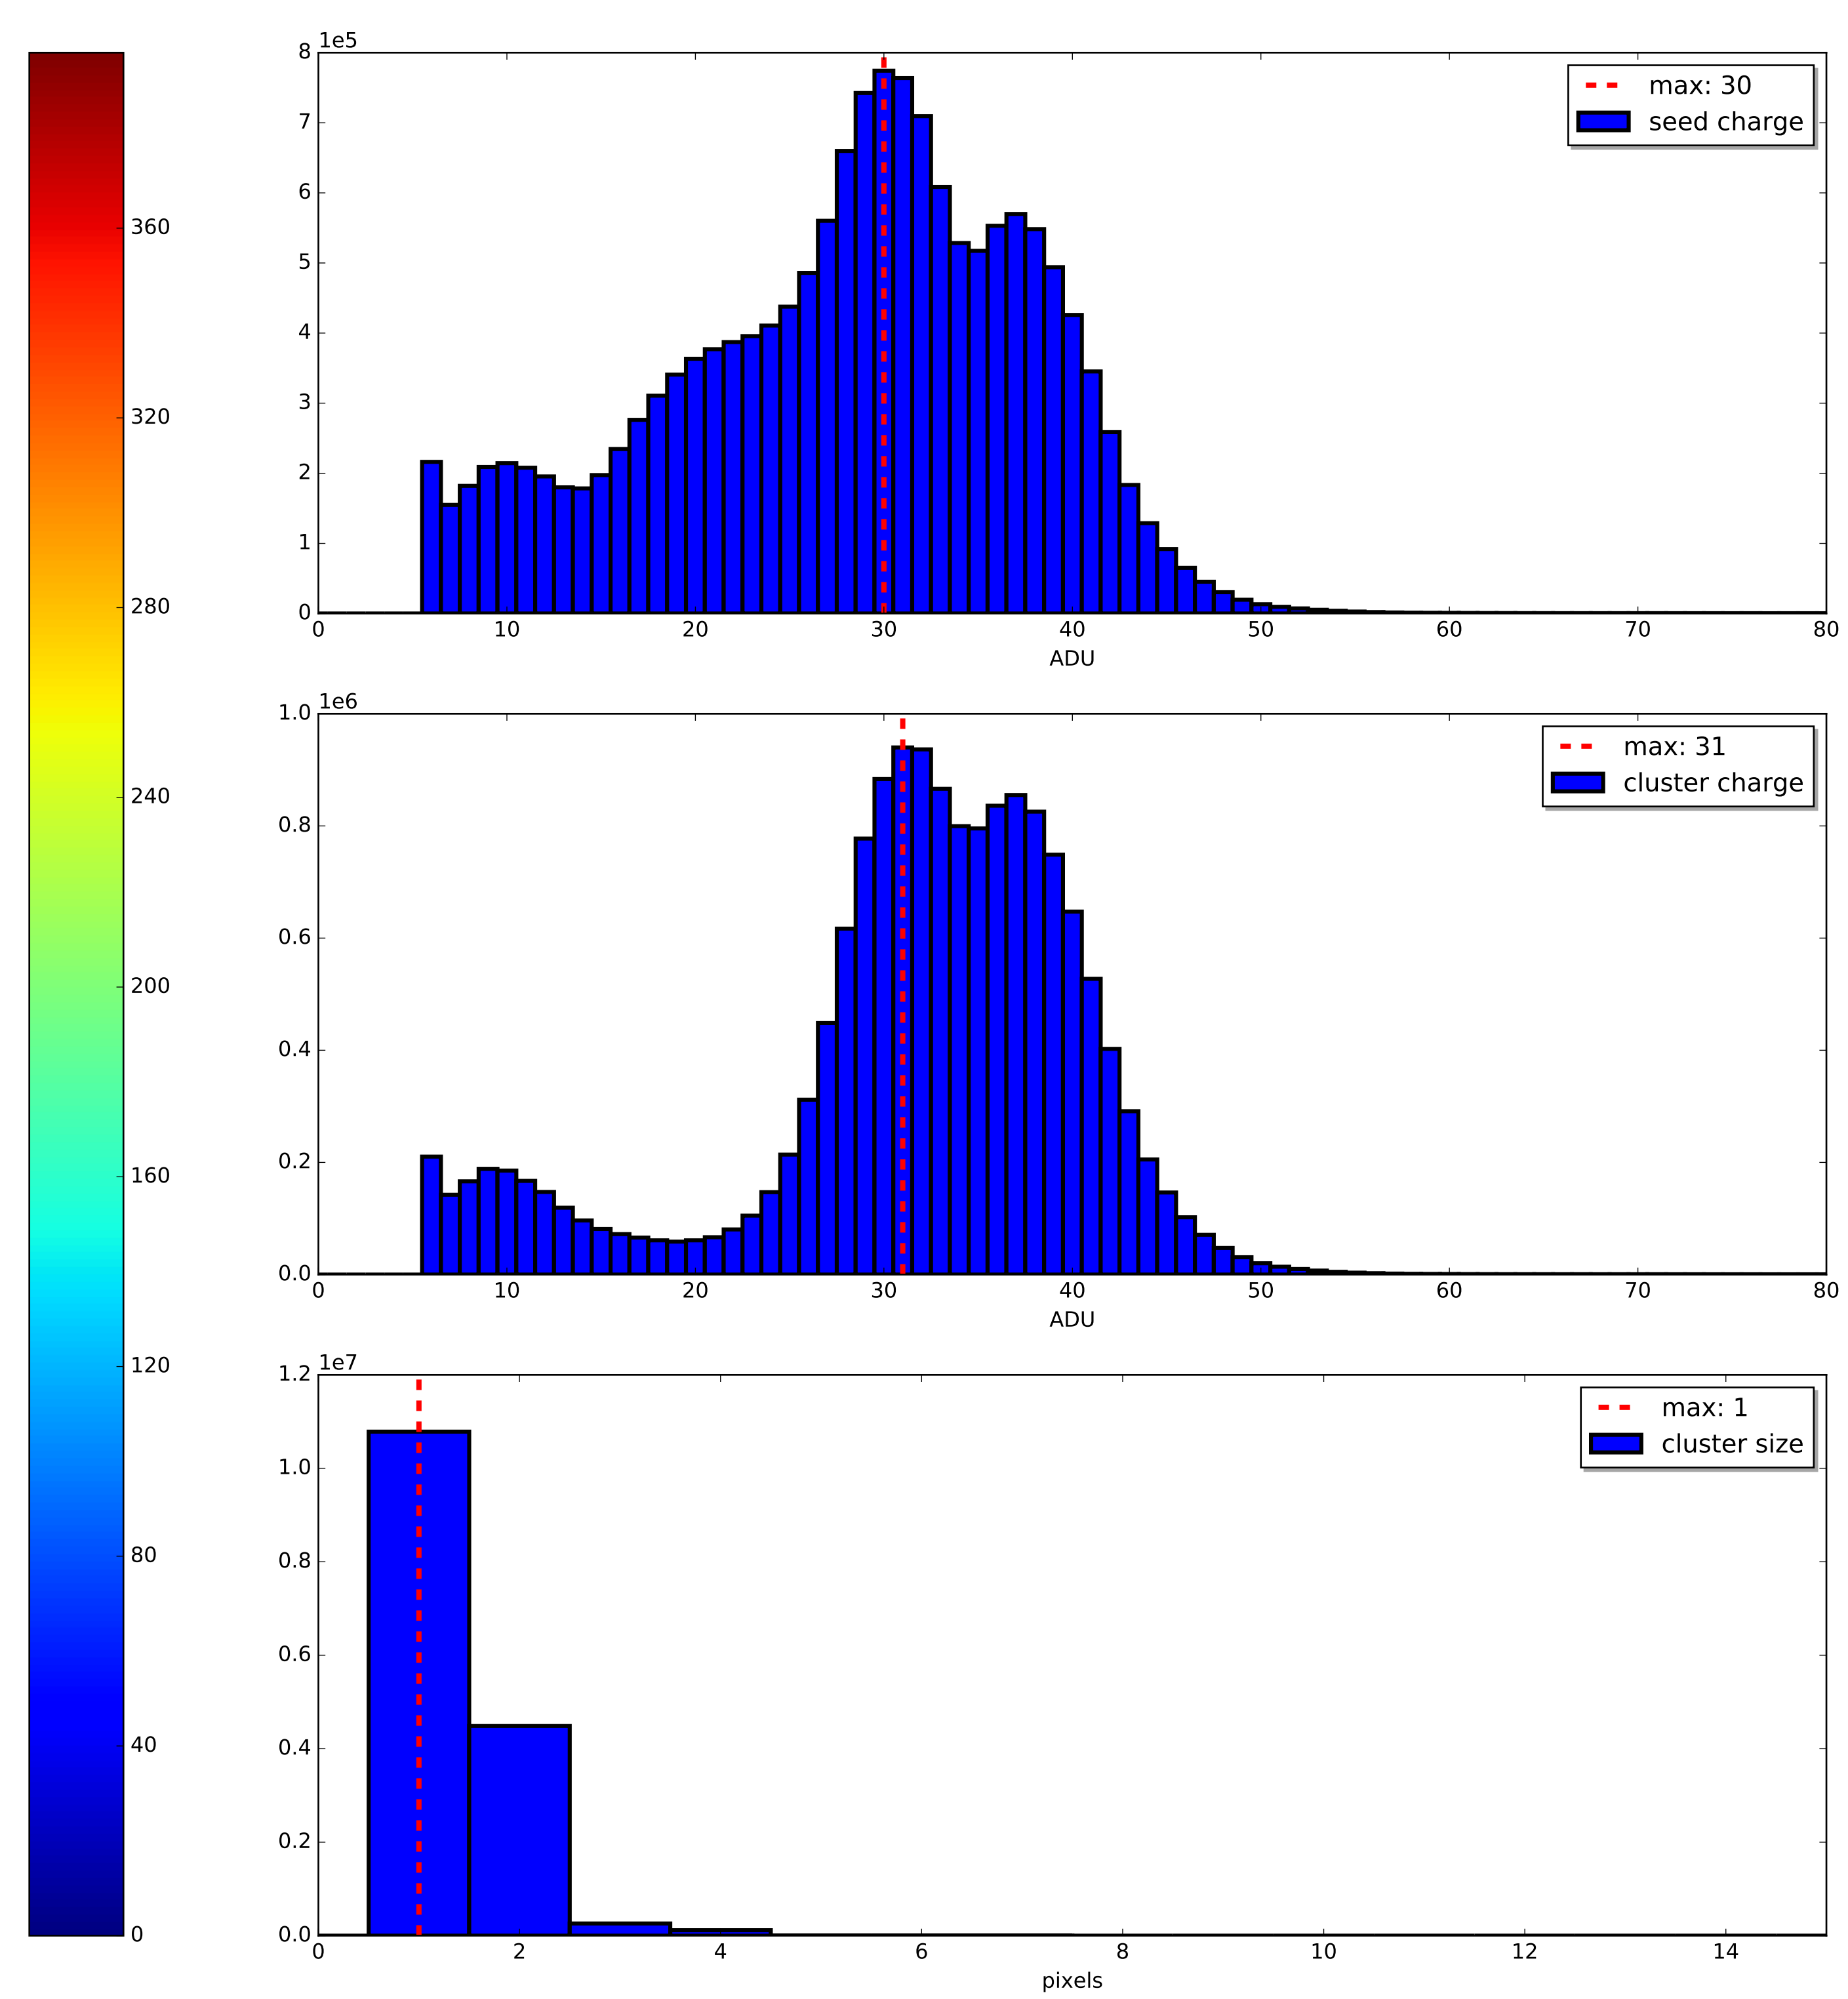 360
320
280
240
200
160
120
80
40
0
1e5
8
7
6
5
4
3
2
1
0
max: 30
seed charge
0 10 20 30 40 50 60 70 80
ADU
1e6
1.0
0.8
0.6
0.4
0.2
0.0
max: 31
cluster charge
0 10 20 30 40 50 60 70 80
ADU
1e7
1.2
1.0
0.8
0.6
0.4
0.2
0.0
max: 1
cluster size
0 2 4 6 8 10 12 14
pixels